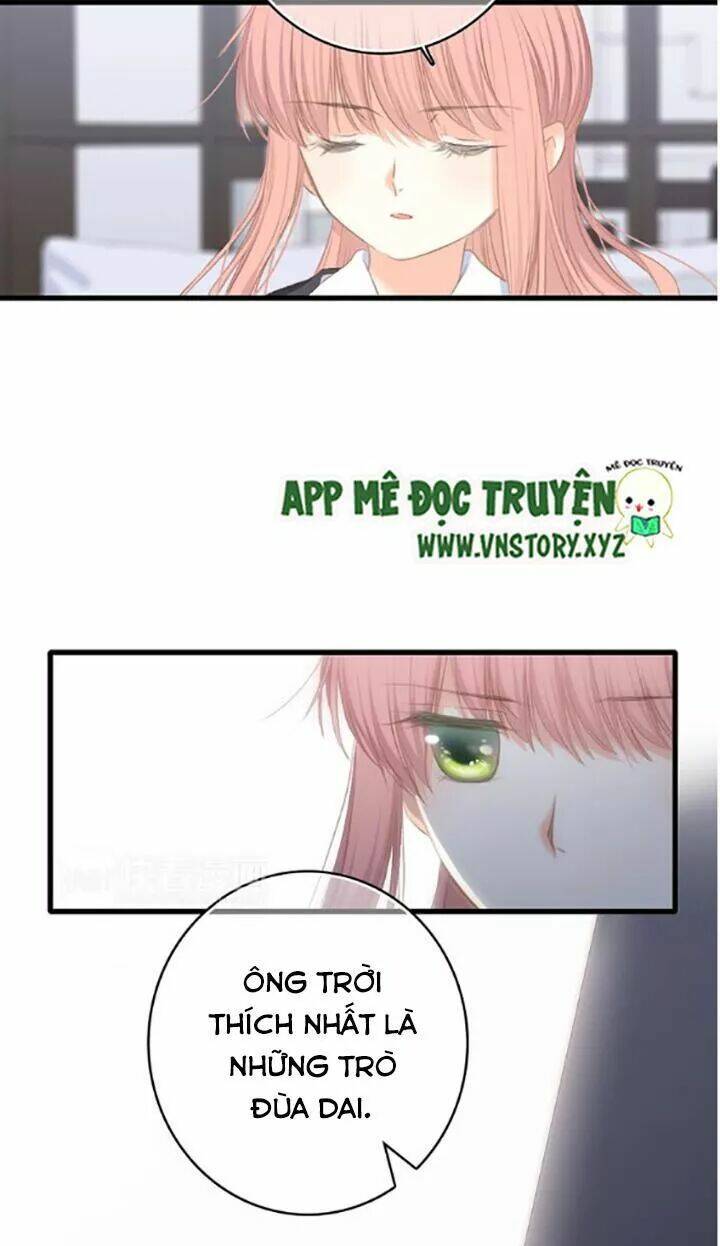 MÊ ĐỌC TRUYỆN
APP MÊ ĐỌC TRUYỆN
WWW.VNSTORY.XYZ
ÔNG TRỜI
THÍCH NHẤT LÀ
NHỮNG TRÒ
ĐÙA DAI.